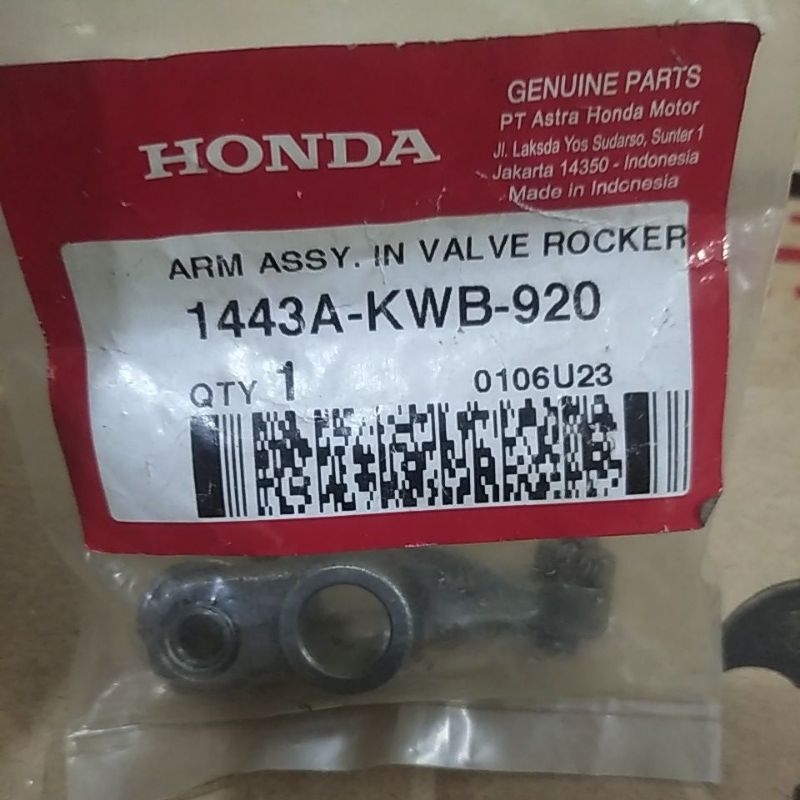 HONDA
GENUINE PARTS
PT Astra Honda Motor
Jl. Laksda Yos Sudarso, Sunter 1
Jakarta 14350 - Indonesia
Made in Indonesia
ARM ASSY. IN VALVE ROCKER
1443A-KWB-920
QTY 1
0106U23